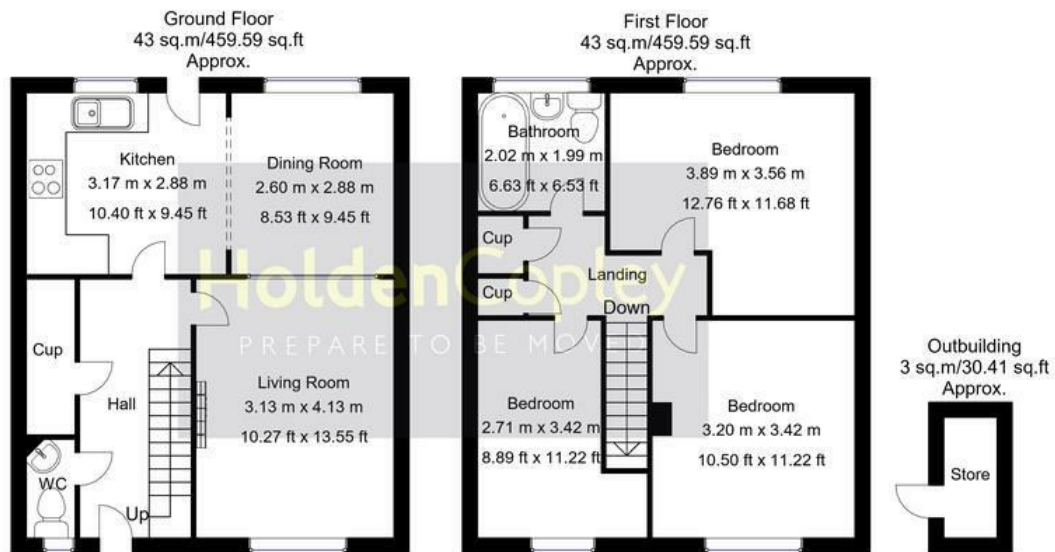 Ground Floor
43 sq.m/459.59 sq.ft
Approx.
Kitchen
3.17 m x 2.88 m
10.40 ft x 9.45 ft
Dining Room
2.60 m x 2.88 m
8.53 ft x 9.45 ft
Cup
Hall
Living Room
3.13 m x 4.13 m
10.27 ft x 13.55 ft
WC
Up
First Floor
43 sq.m/459.59 sq.ft
Approx.
Bathroom
2.02 m x 1.99 m
6.63 ft x 6.53 ft
Bedroom
3.89 m x 3.56 m
12.76 ft x 11.68 ft
Cup
Cup
Landing
Down
Bedroom
2.71 m x 3.42 m
8.89 ft x 11.22 ft
Bedroom
3.20 m x 3.42 m
10.50 ft x 11.22 ft
Outbuilding
3 sq.m/30.41 sq.ft
Approx.
Store
HoldenCopley
PREPARE TO BE MOVED